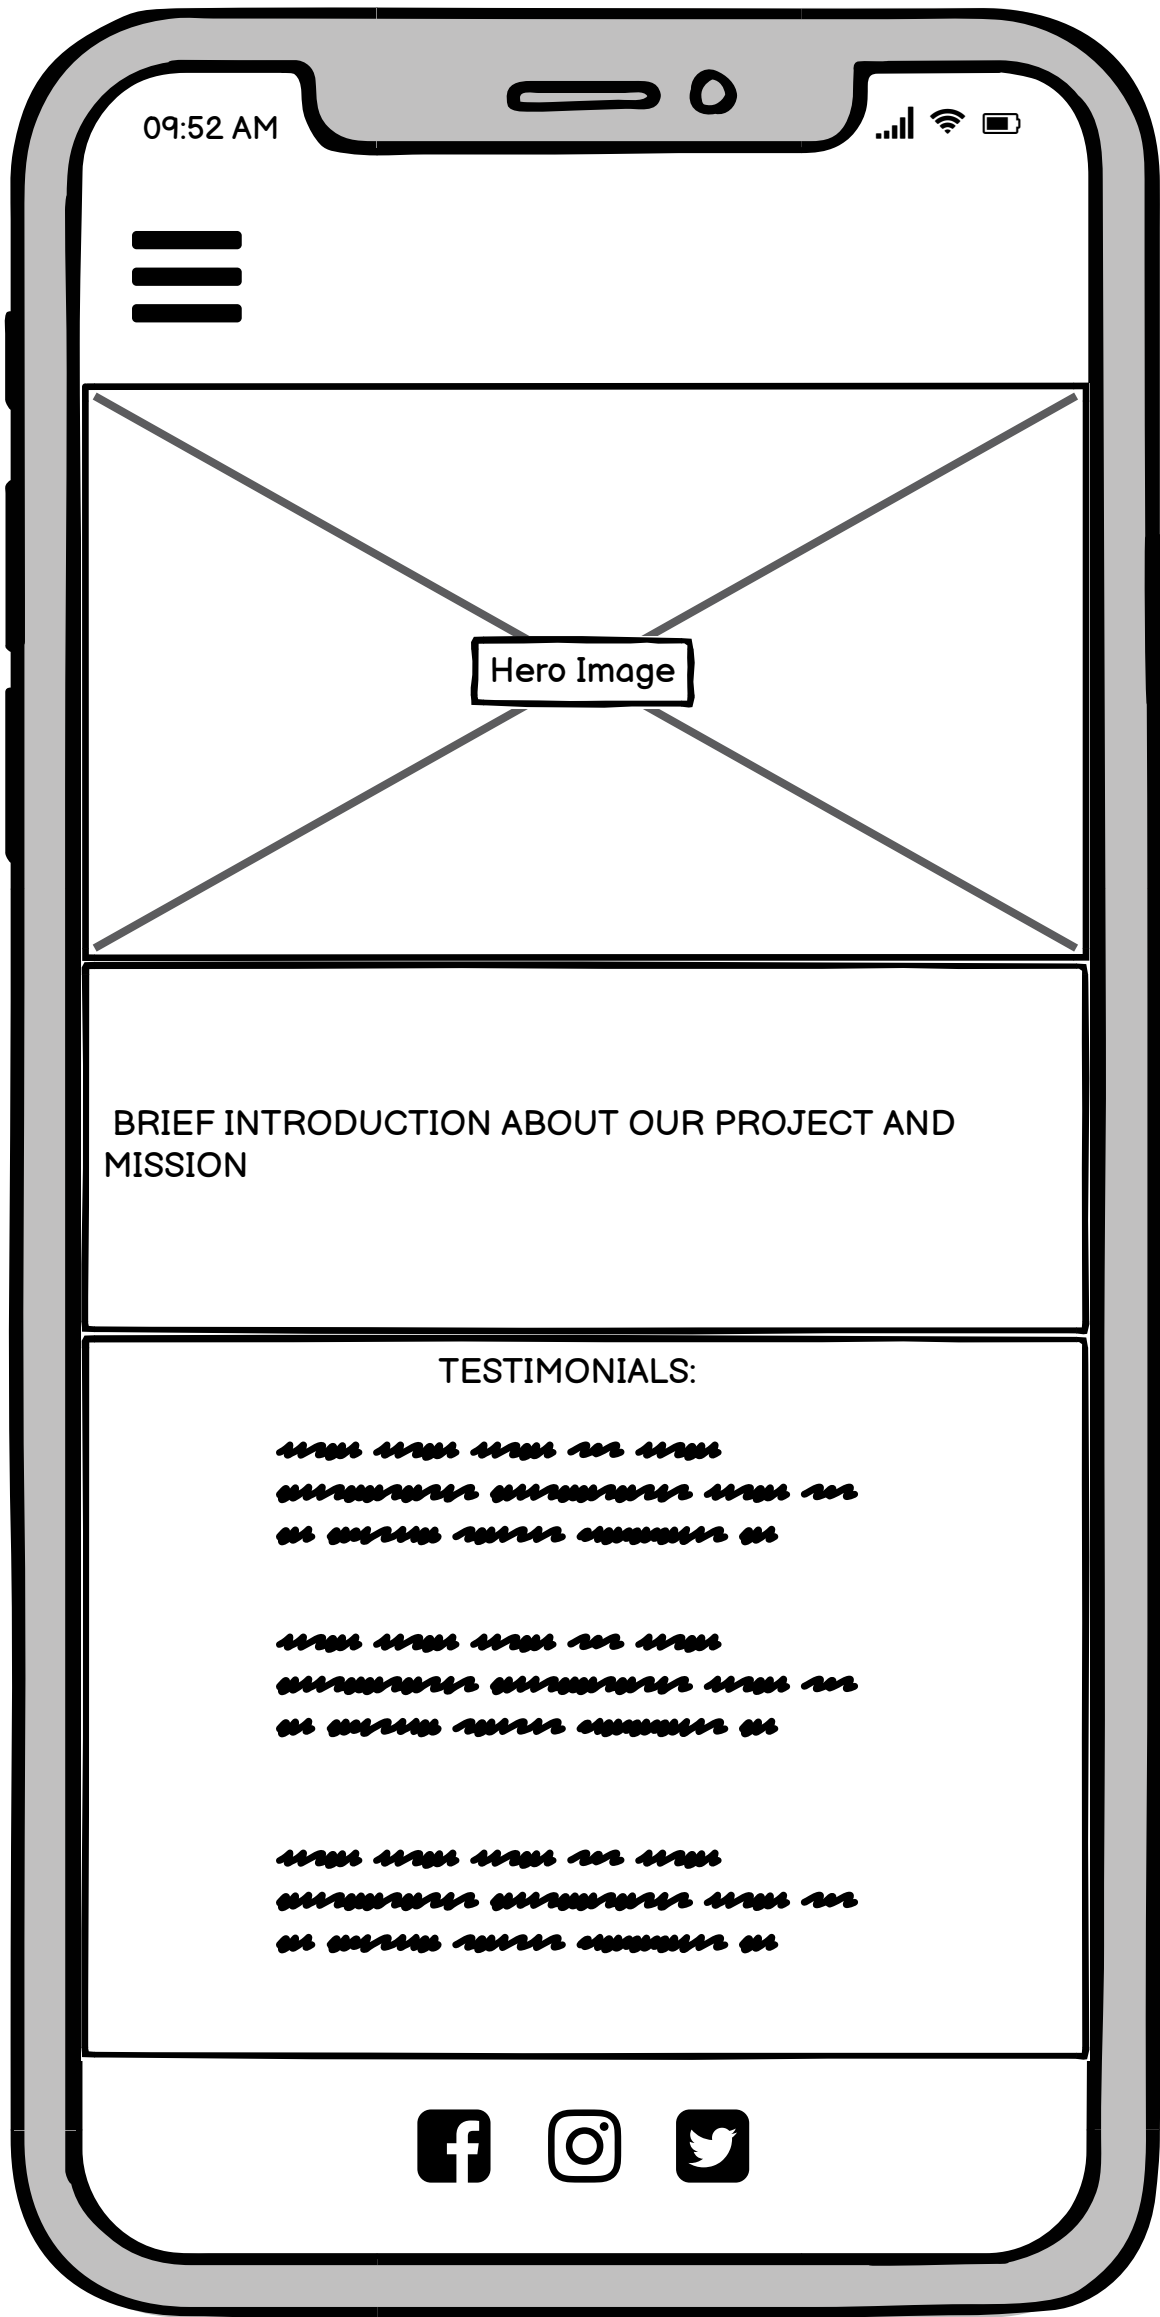 09:52 AM
Hero Image
BRIEF INTRODUCTION ABOUT OUR PROJECT AND
MISSION
TESTIMONIALS: